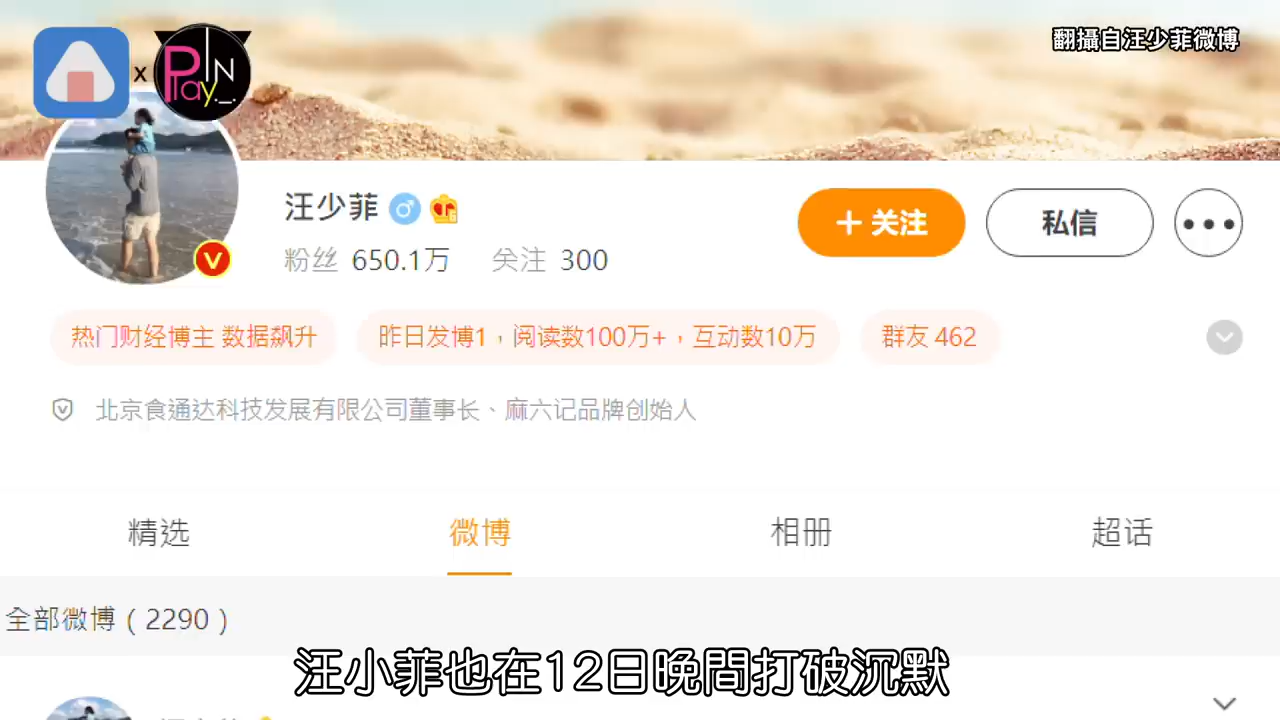 翻攝自汪少菲微博
x PlayIN._.
汪少菲
粉丝 650.1万 关注 300
+ 关注
私信
热门财经博主 数据飙升
昨日发博1，阅读数100万+，互动数10万
群友 462
北京食通达科技发展有限公司董事长、麻六记品牌创始人
精选 微博 相册 超话
全部微博（2290）
汪小菲也在12日晚間打破沉默